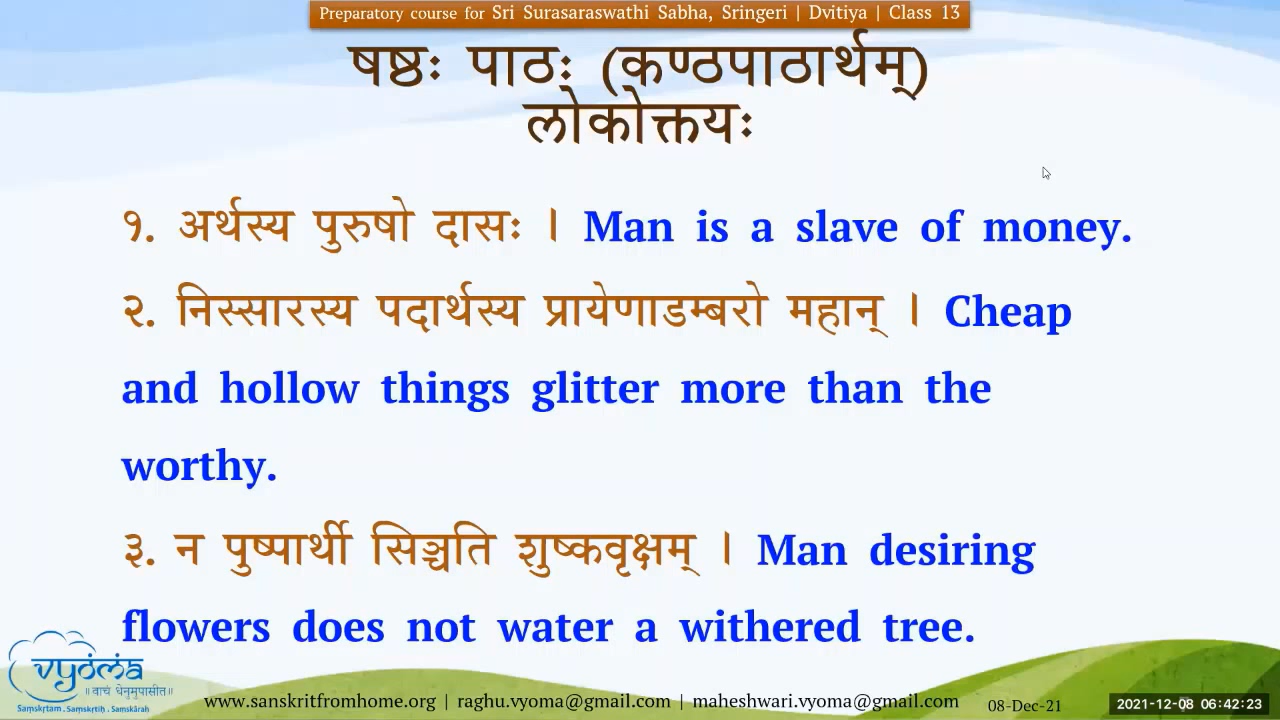 Preparatory course for Sri Surasaraswathi Sabha, Sringeri | Dvitiya | Class 13
षष्ठः पाठः (कण्ठपाठार्थम्)
लोकोक्तयः
१. अर्थस्य पुरुषो दासः । Man is a slave of money.
२. निस्सारस्य पदार्थस्य प्रायेणाडम्बरो महान् । Cheap
and hollow things glitter more than the
worthy.
३. न पुष्पार्थी सिञ्चति शुष्कवृक्षम् । Man desiring
flowers does not water a withered tree.
vyoma
॥ वाचं धेनुमुपासीत॥
Saṃskṛtam . Saṃskṛtiḥ . Saṃskārāḥ
www.sanskritfromhome.org | raghu.vyoma@gmail.com | maheshwari.vyoma@gmail.com 08-Dec-21
2021-12-08 06:42:23